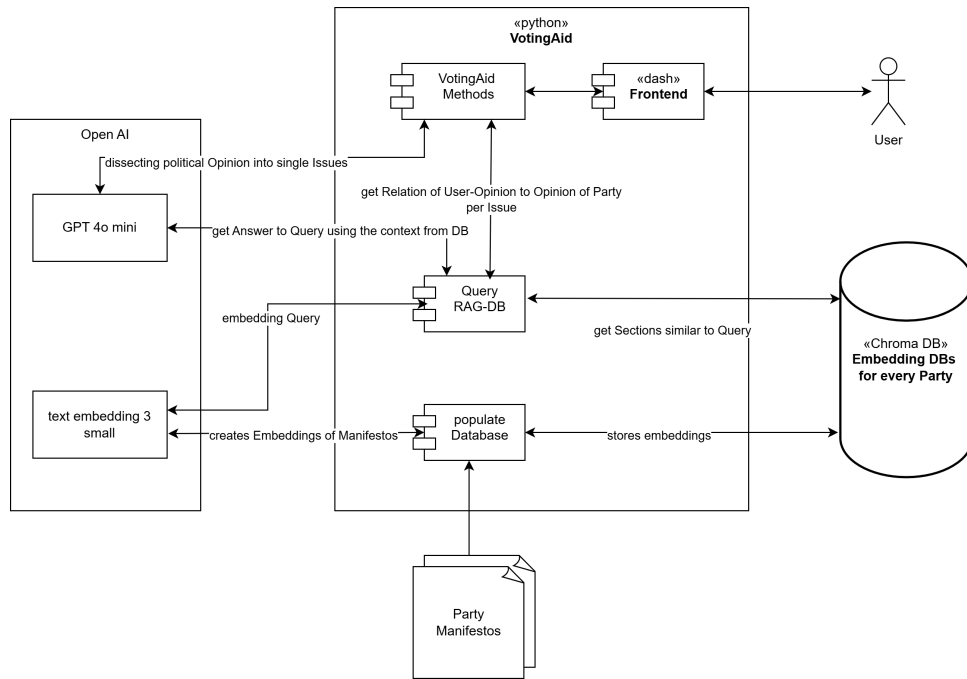 «python»
VotingAid
VotingAid
Methods
«dash»
Frontend
User
Open AI
dissecting political Opinion into single Issues
get Relation of User-Opinion to Opinion of Party
per Issue
GPT 4o mini
get Answer to Query using the context from DB
Query
RAG-DB
embedding Query
get Sections similar to Query
«Chroma DB»
Embedding DBs
for every Party
text embedding 3
small
creates Embeddings of Manifestos
populate
Database
stores embeddings
Party
Manifestos